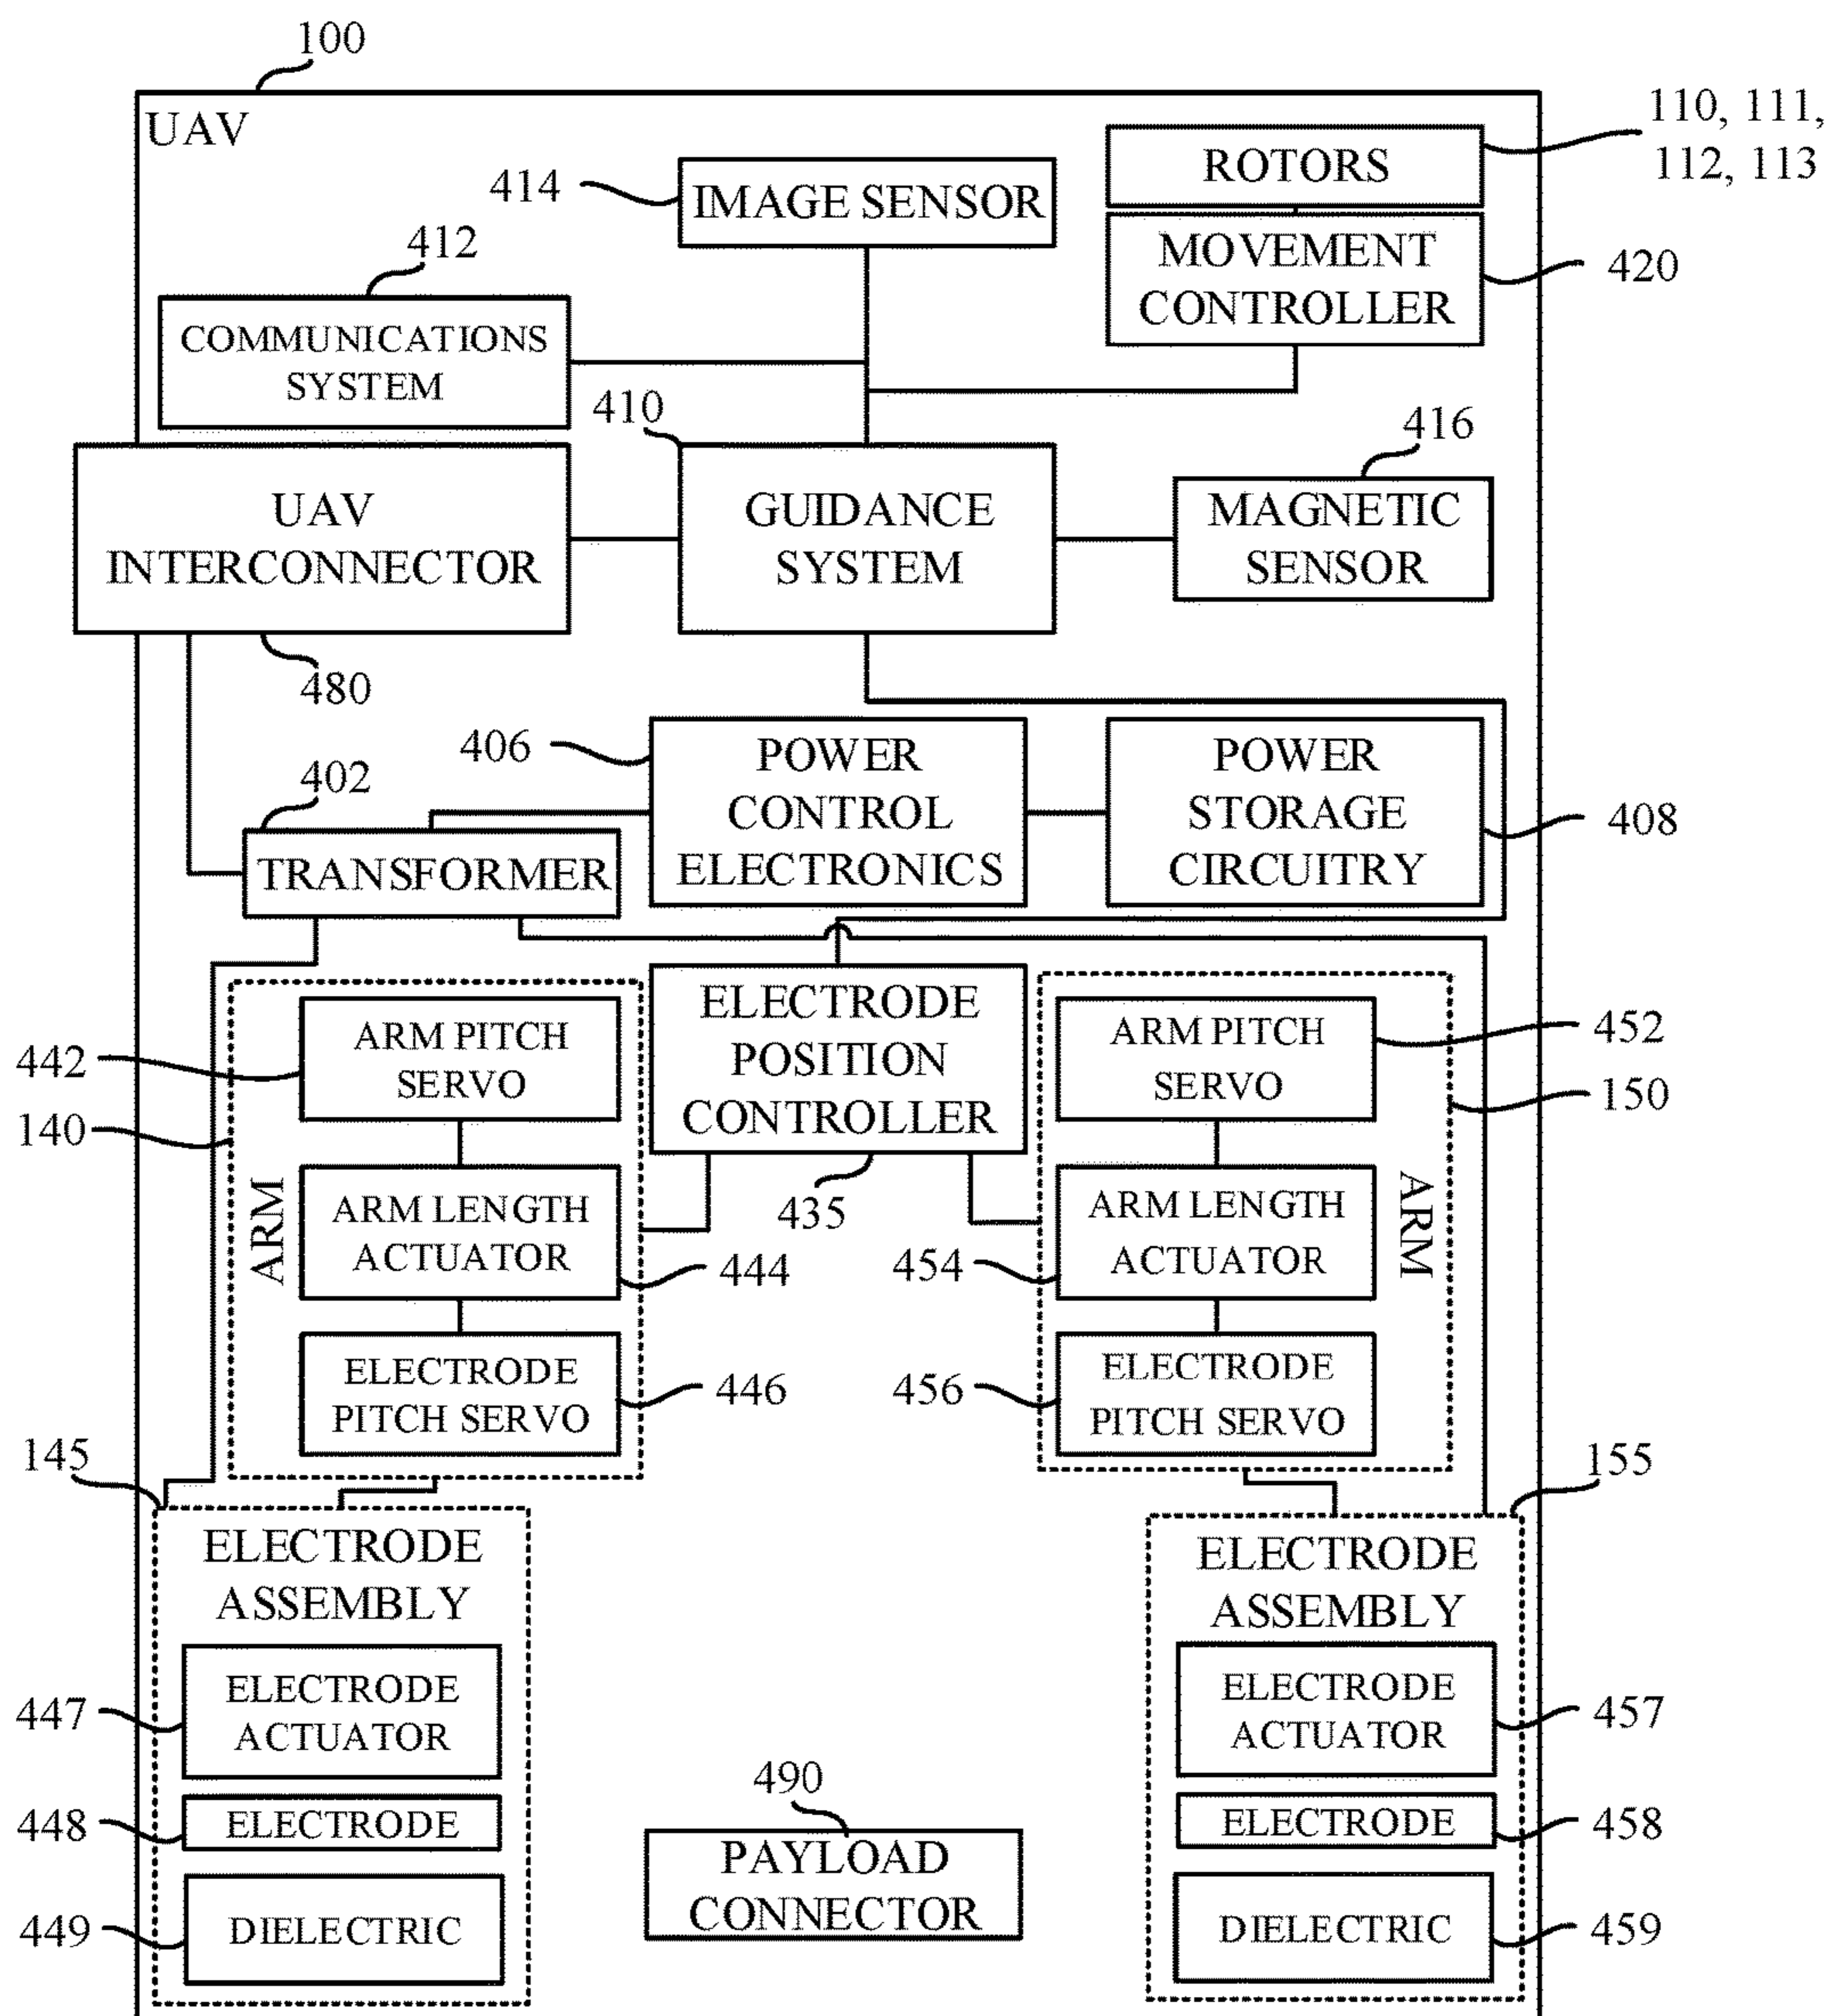 100
UAV
110, 111,
112, 113
ROTORS
414
IMAGE SENSOR
412
MOVEMENT
CONTROLLER
420
COMMUNICATIONS
SYSTEM
410
416
UAV
INTERCONNECTOR
GUIDANCE
SYSTEM
MAGNETIC
SENSOR
480
406
POWER
CONTROL
ELECTRONICS
POWER
STORAGE
CIRCUITRY
408
402
TRANSFORMER
442
ARM PITCH
SERVO
ELECTRODE
POSITION
CONTROLLER
ARM PITCH
SERVO
452
140
150
435
ARM
ARM LENGTH
ACTUATOR
444
454
ARM LENGTH
ACTUATOR
ARM
ELECTRODE
PITCH SERVO
446
456
ELECTRODE
PITCH SERVO
145
155
ELECTRODE
ASSEMBLY
ELECTRODE
ASSEMBLY
447
ELECTRODE
ACTUATOR
ELECTRODE
ACTUATOR
457
448
ELECTRODE
490
ELECTRODE
458
PAYLOAD
CONNECTOR
449
DIELECTRIC
DIELECTRIC
459